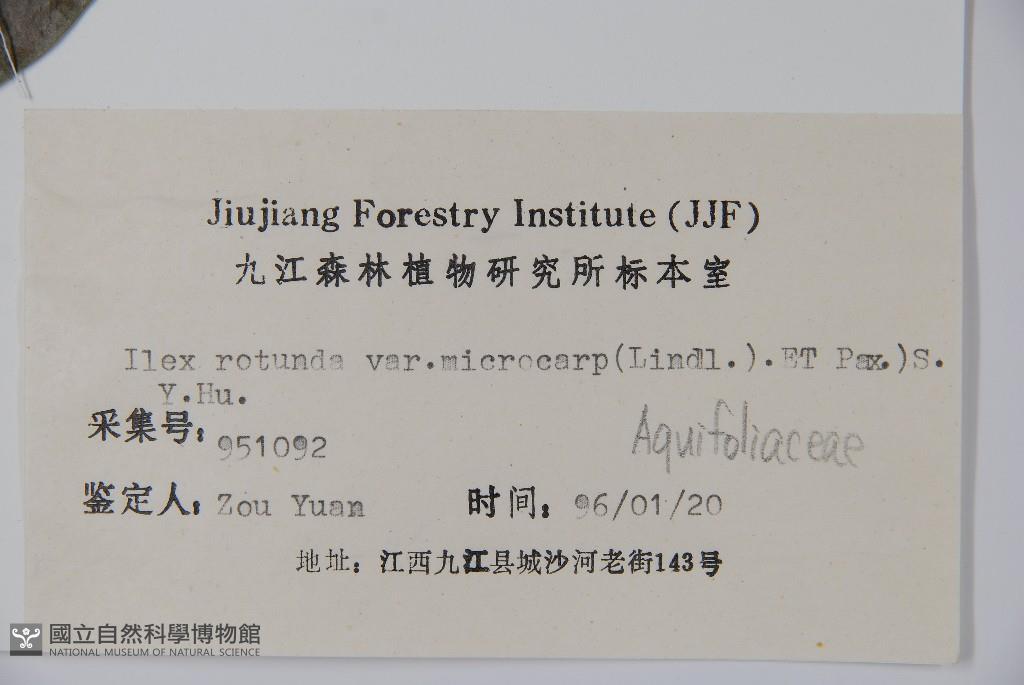 Jiujiang Forestry Institute (JJF)
九江森林植物研究所标本室
Ilex rotunda var.microcarp(Lindl.).ET Pax.)S.
Y.Hu.
采集号: 951092
Aquifoliaceae
鉴定人: Zou Yuan 时间: 96/01/20
地址: 江西九江县城沙河老街143号
國立自然科學博物館
NATIONAL MUSEUM OF NATURAL SCIENCE